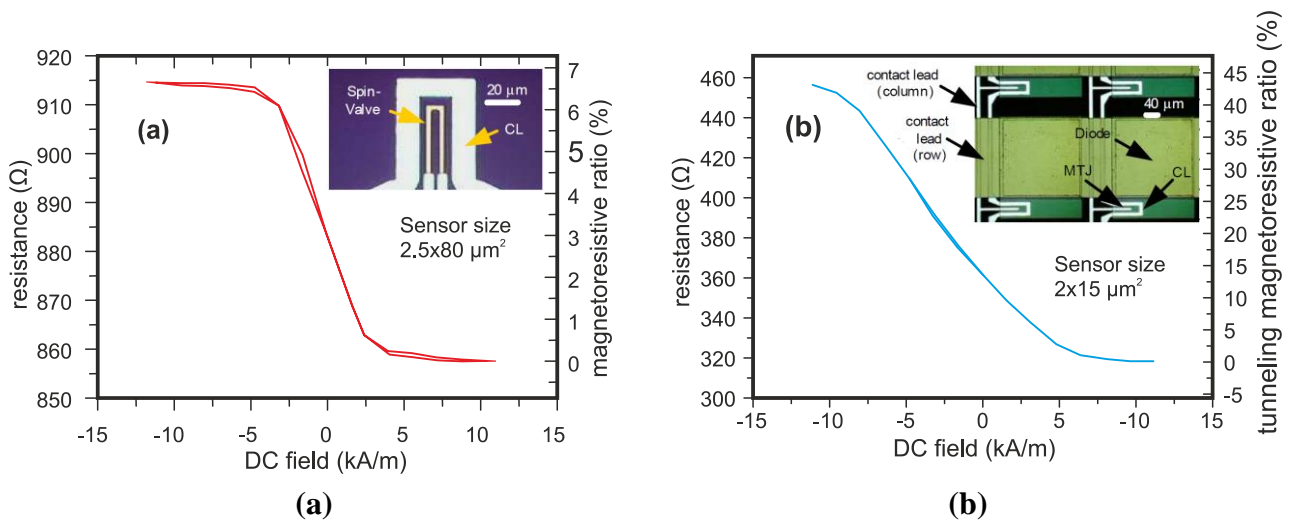 920
910
900
890
880
870
860
850
resistance (Ω)
(a)
Spin-
Valve
20 μm
CL
Sensor size
2.5x80 μm²
7
6
5
4
3
2
1
0
magnetoresistive ratio (%)
-15
-10
-5
0
5
10
15
DC field (kA/m)
(a)
460
440
420
400
380
360
340
320
300
resistance (Ω)
(b)
contact lead
(column)
contact
lead
(row)
40 μm
Diode
MTJ
CL
Sensor size
2x15 μm²
45
40
35
30
25
20
15
10
5
0
-5
tunneling magnetoresistive ratio (%)
-15
-10
-5
0
5
-10
15
DC field (kA/m)
(b)